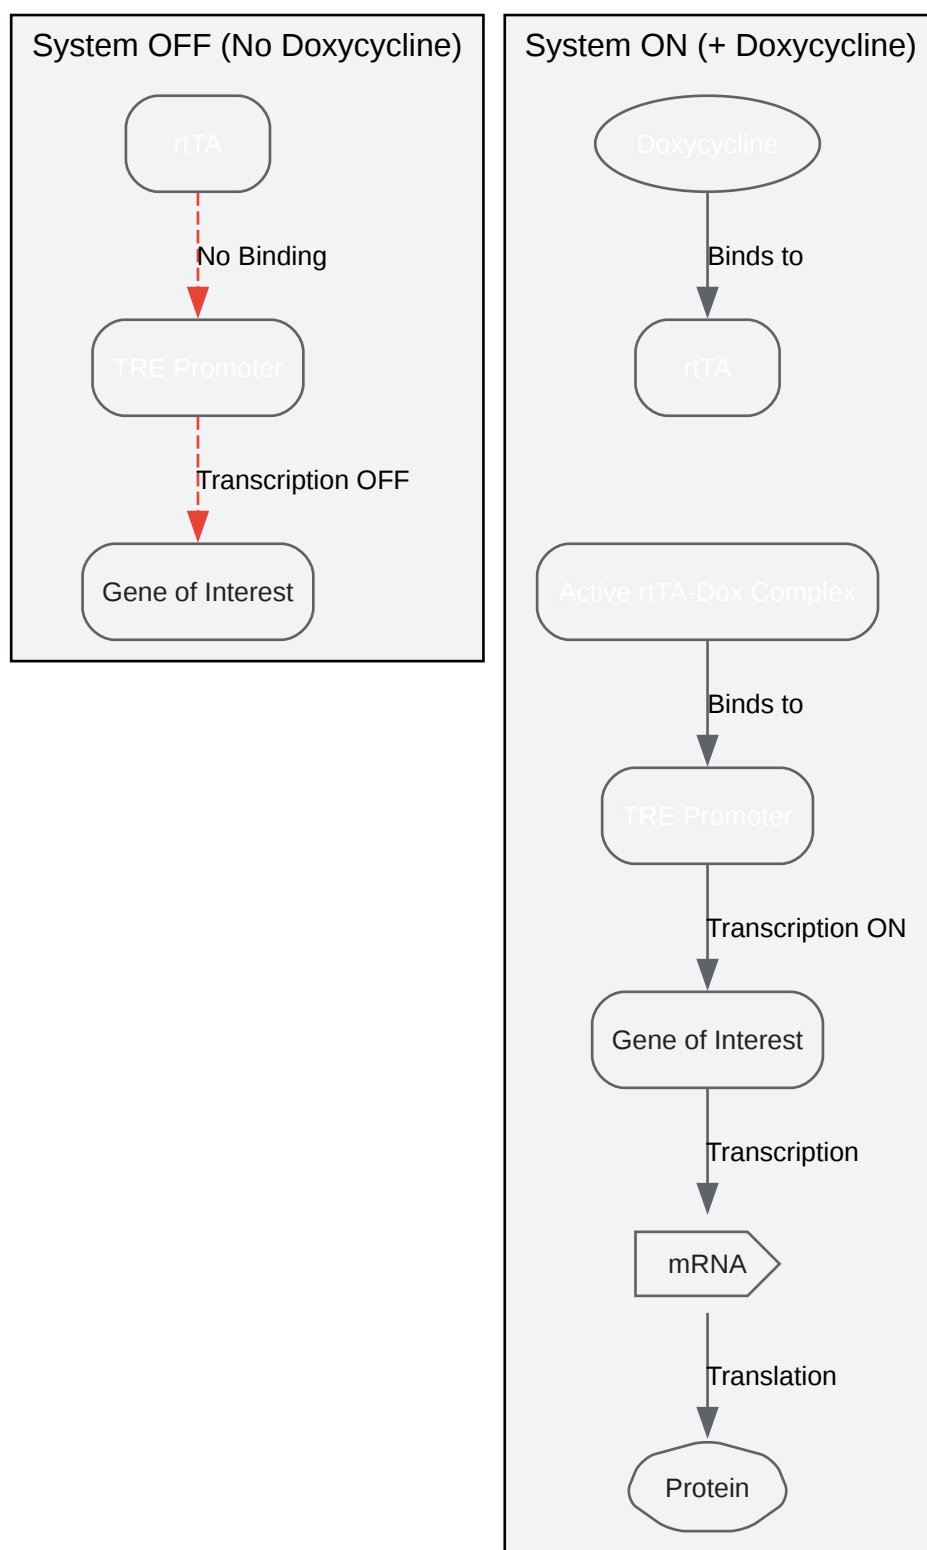 System OFF (No Doxycycline)
rtTA
No Binding
TRE Promoter
Transcription OFF
Gene of Interest
System ON (+ Doxycycline)
Doxycycline
Binds to
rtTA
Active rtTA-Dox Complex
Binds to
TRE Promoter
Transcription ON
Gene of Interest
Transcription
mRNA
Translation
Protein